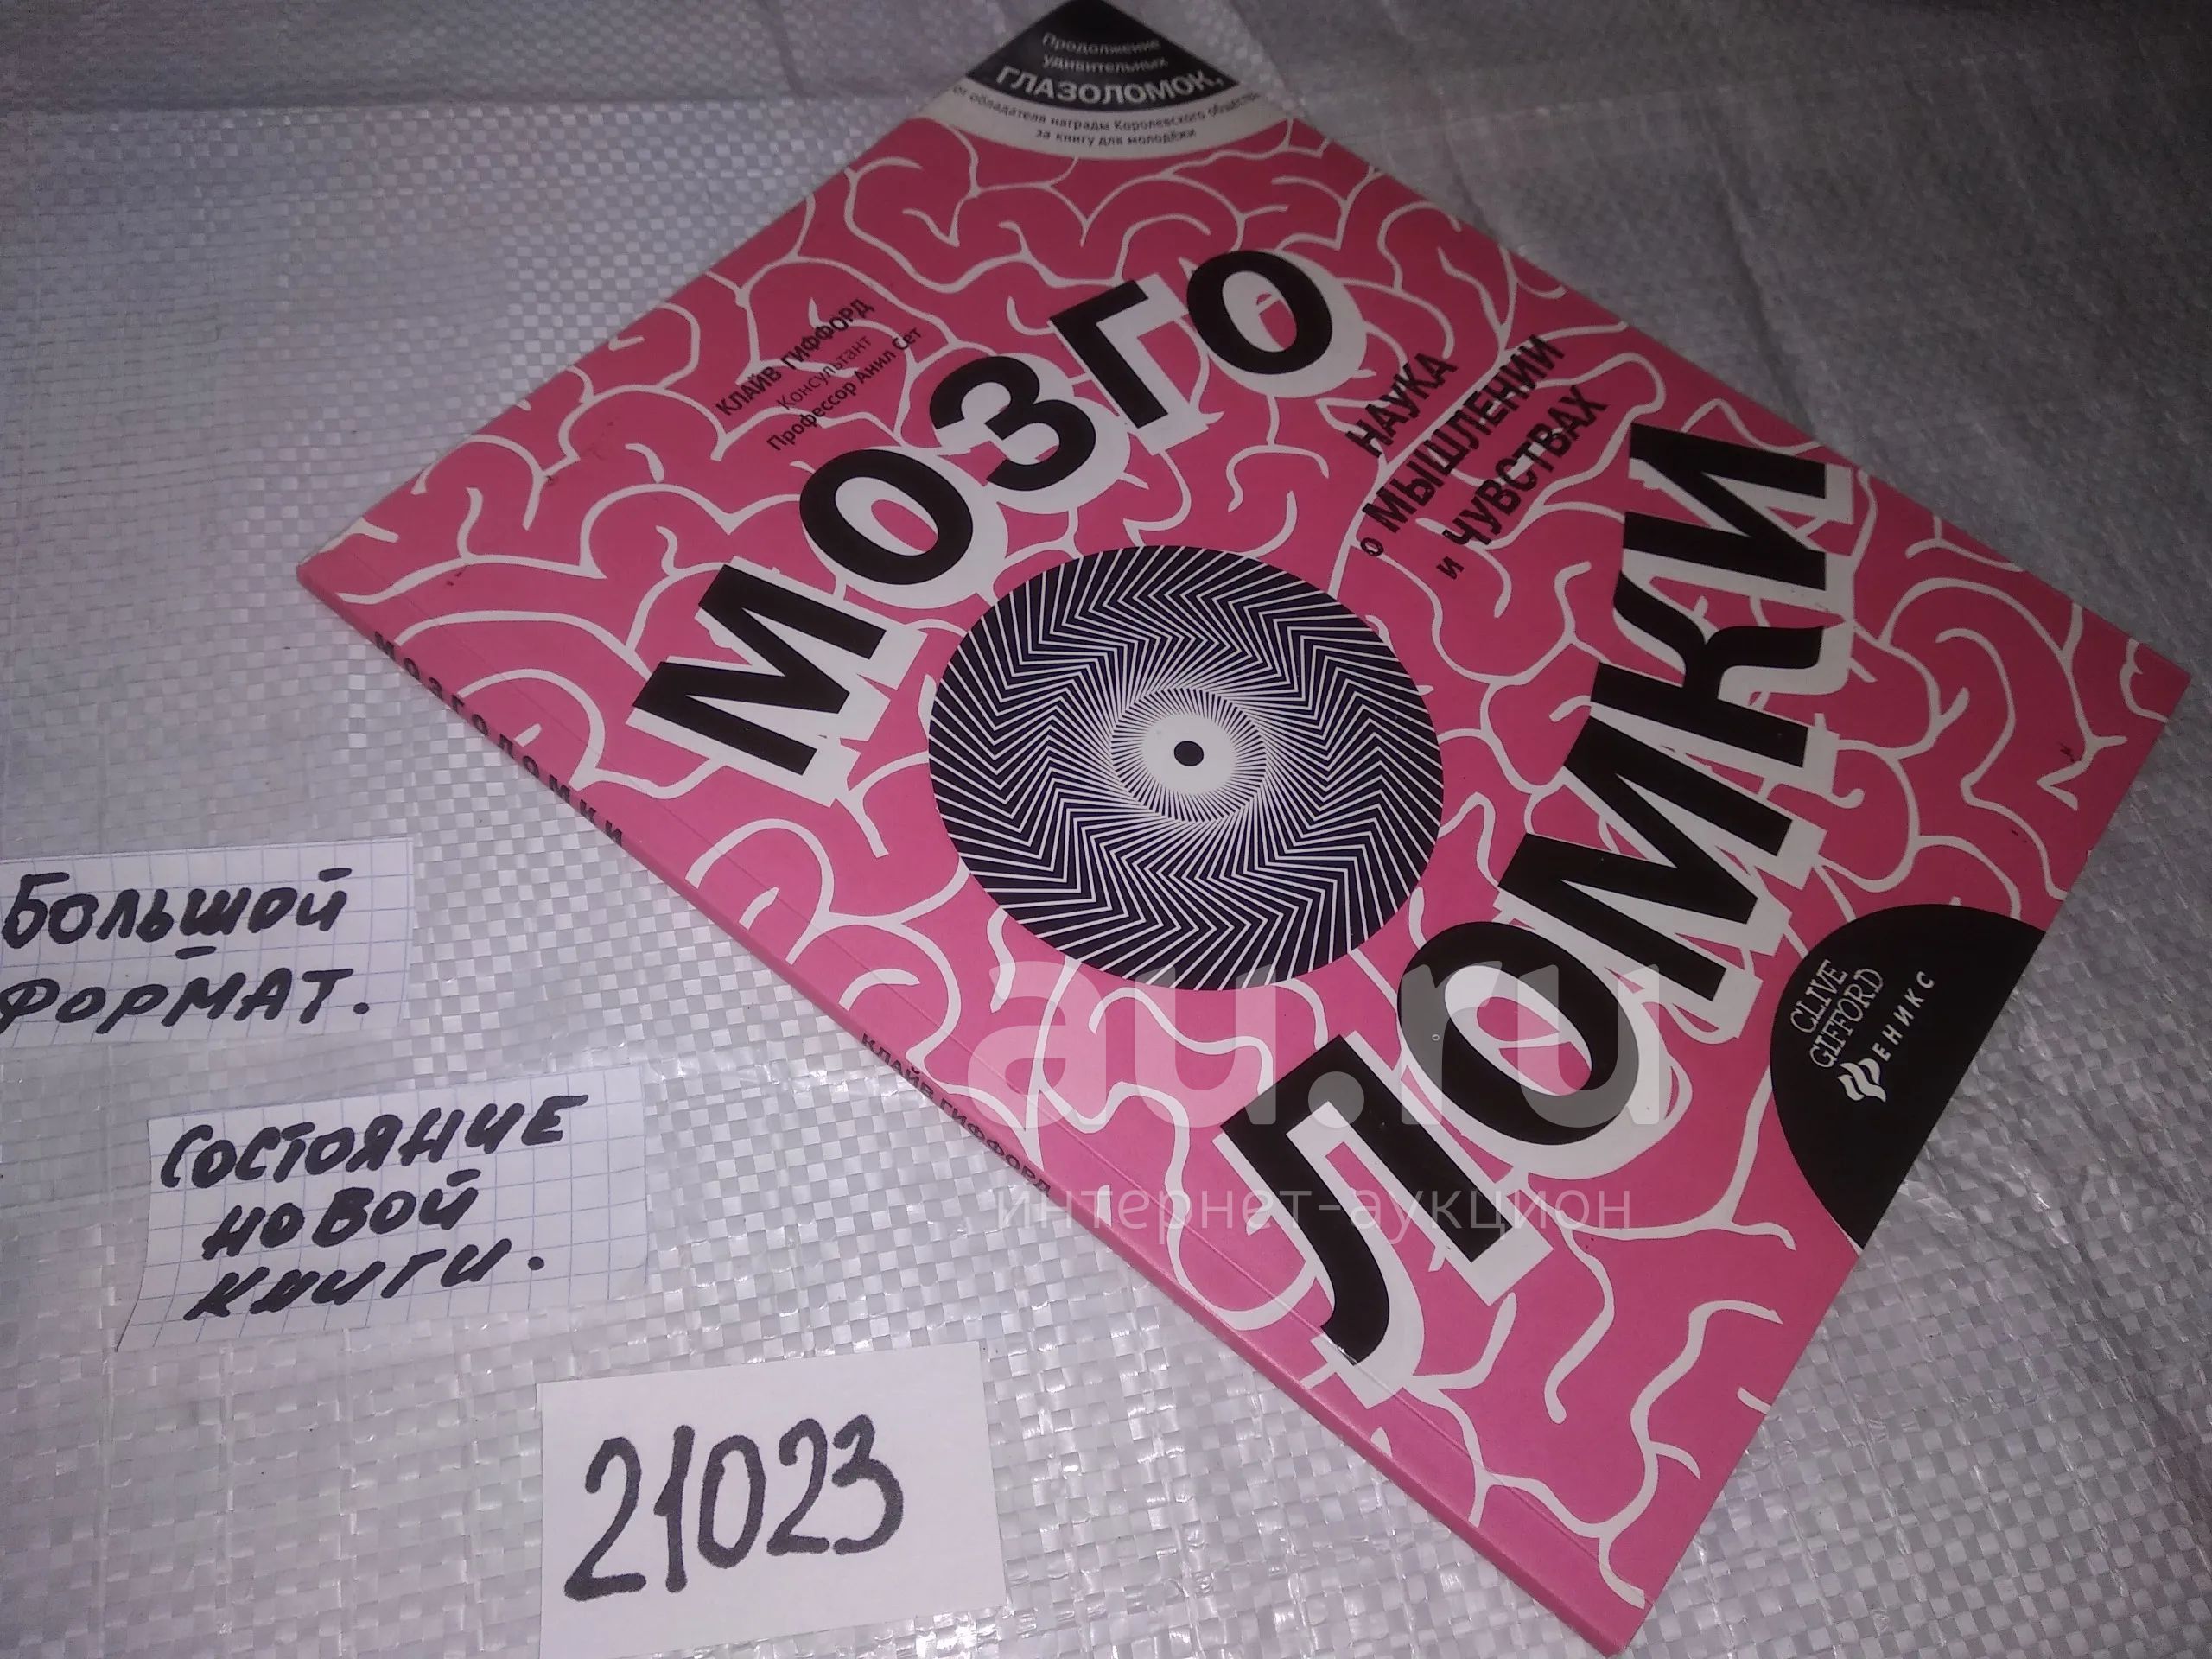 Продолжение
удивительных
ГЛАЗОЛОМОК,
от обладателя награды Королевского общества
за книгу для молодёжи
КЛАЙВ ГИФФОРД
Консультант
Профессор Анил Сет
МОЗГО
НАУКА
о МЫШЛЕНИИ
и ЧУВСТВАХ
ЛОМКИ
CLIVE
GIFFORD
ФЕНИКС
МОЗГОЛОМКИ
КЛАЙВ ГИФФОРД
БОЛЬШОЙ
ФОРМАТ.
СОСТОЯНИЕ
НОВОЙ
КНИГИ.
21023
au.ru
интернет-аукцион